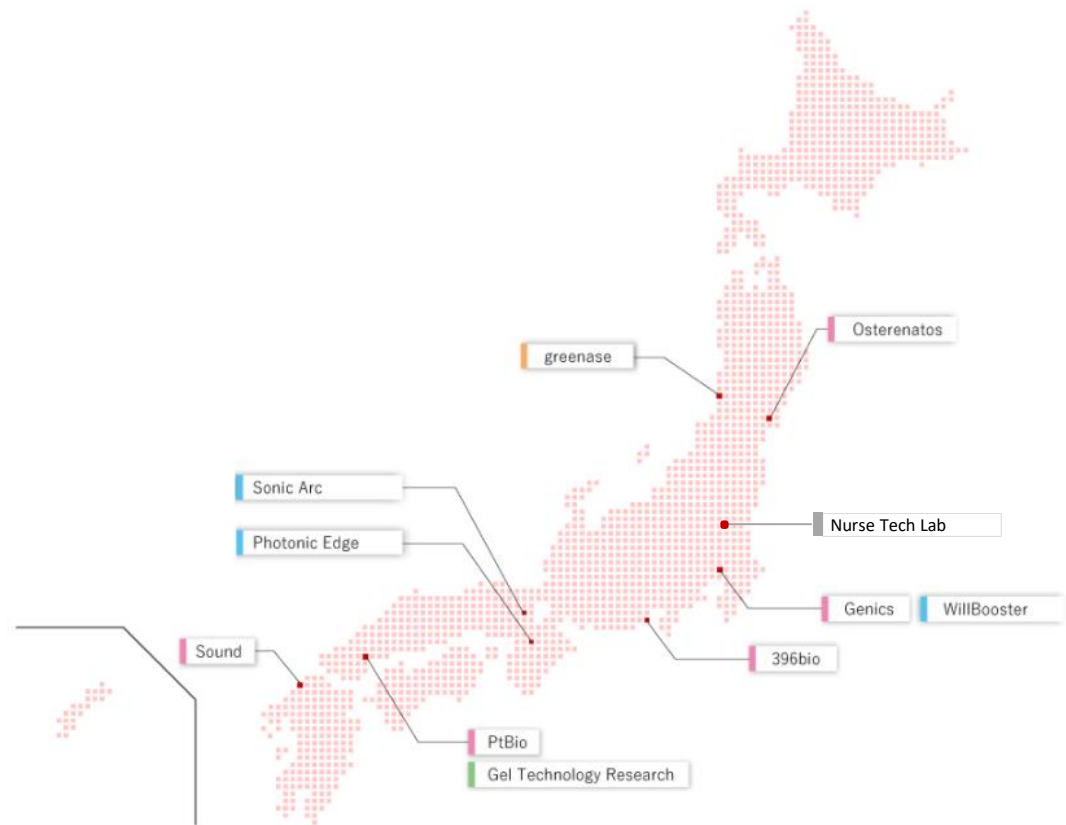 Osterenatos
greenase
Sonic Arc
Nurse Tech Lab
Photonic Edge
Genics
WillBooster
Sound
396bio
PtBio
Gel Technology Research